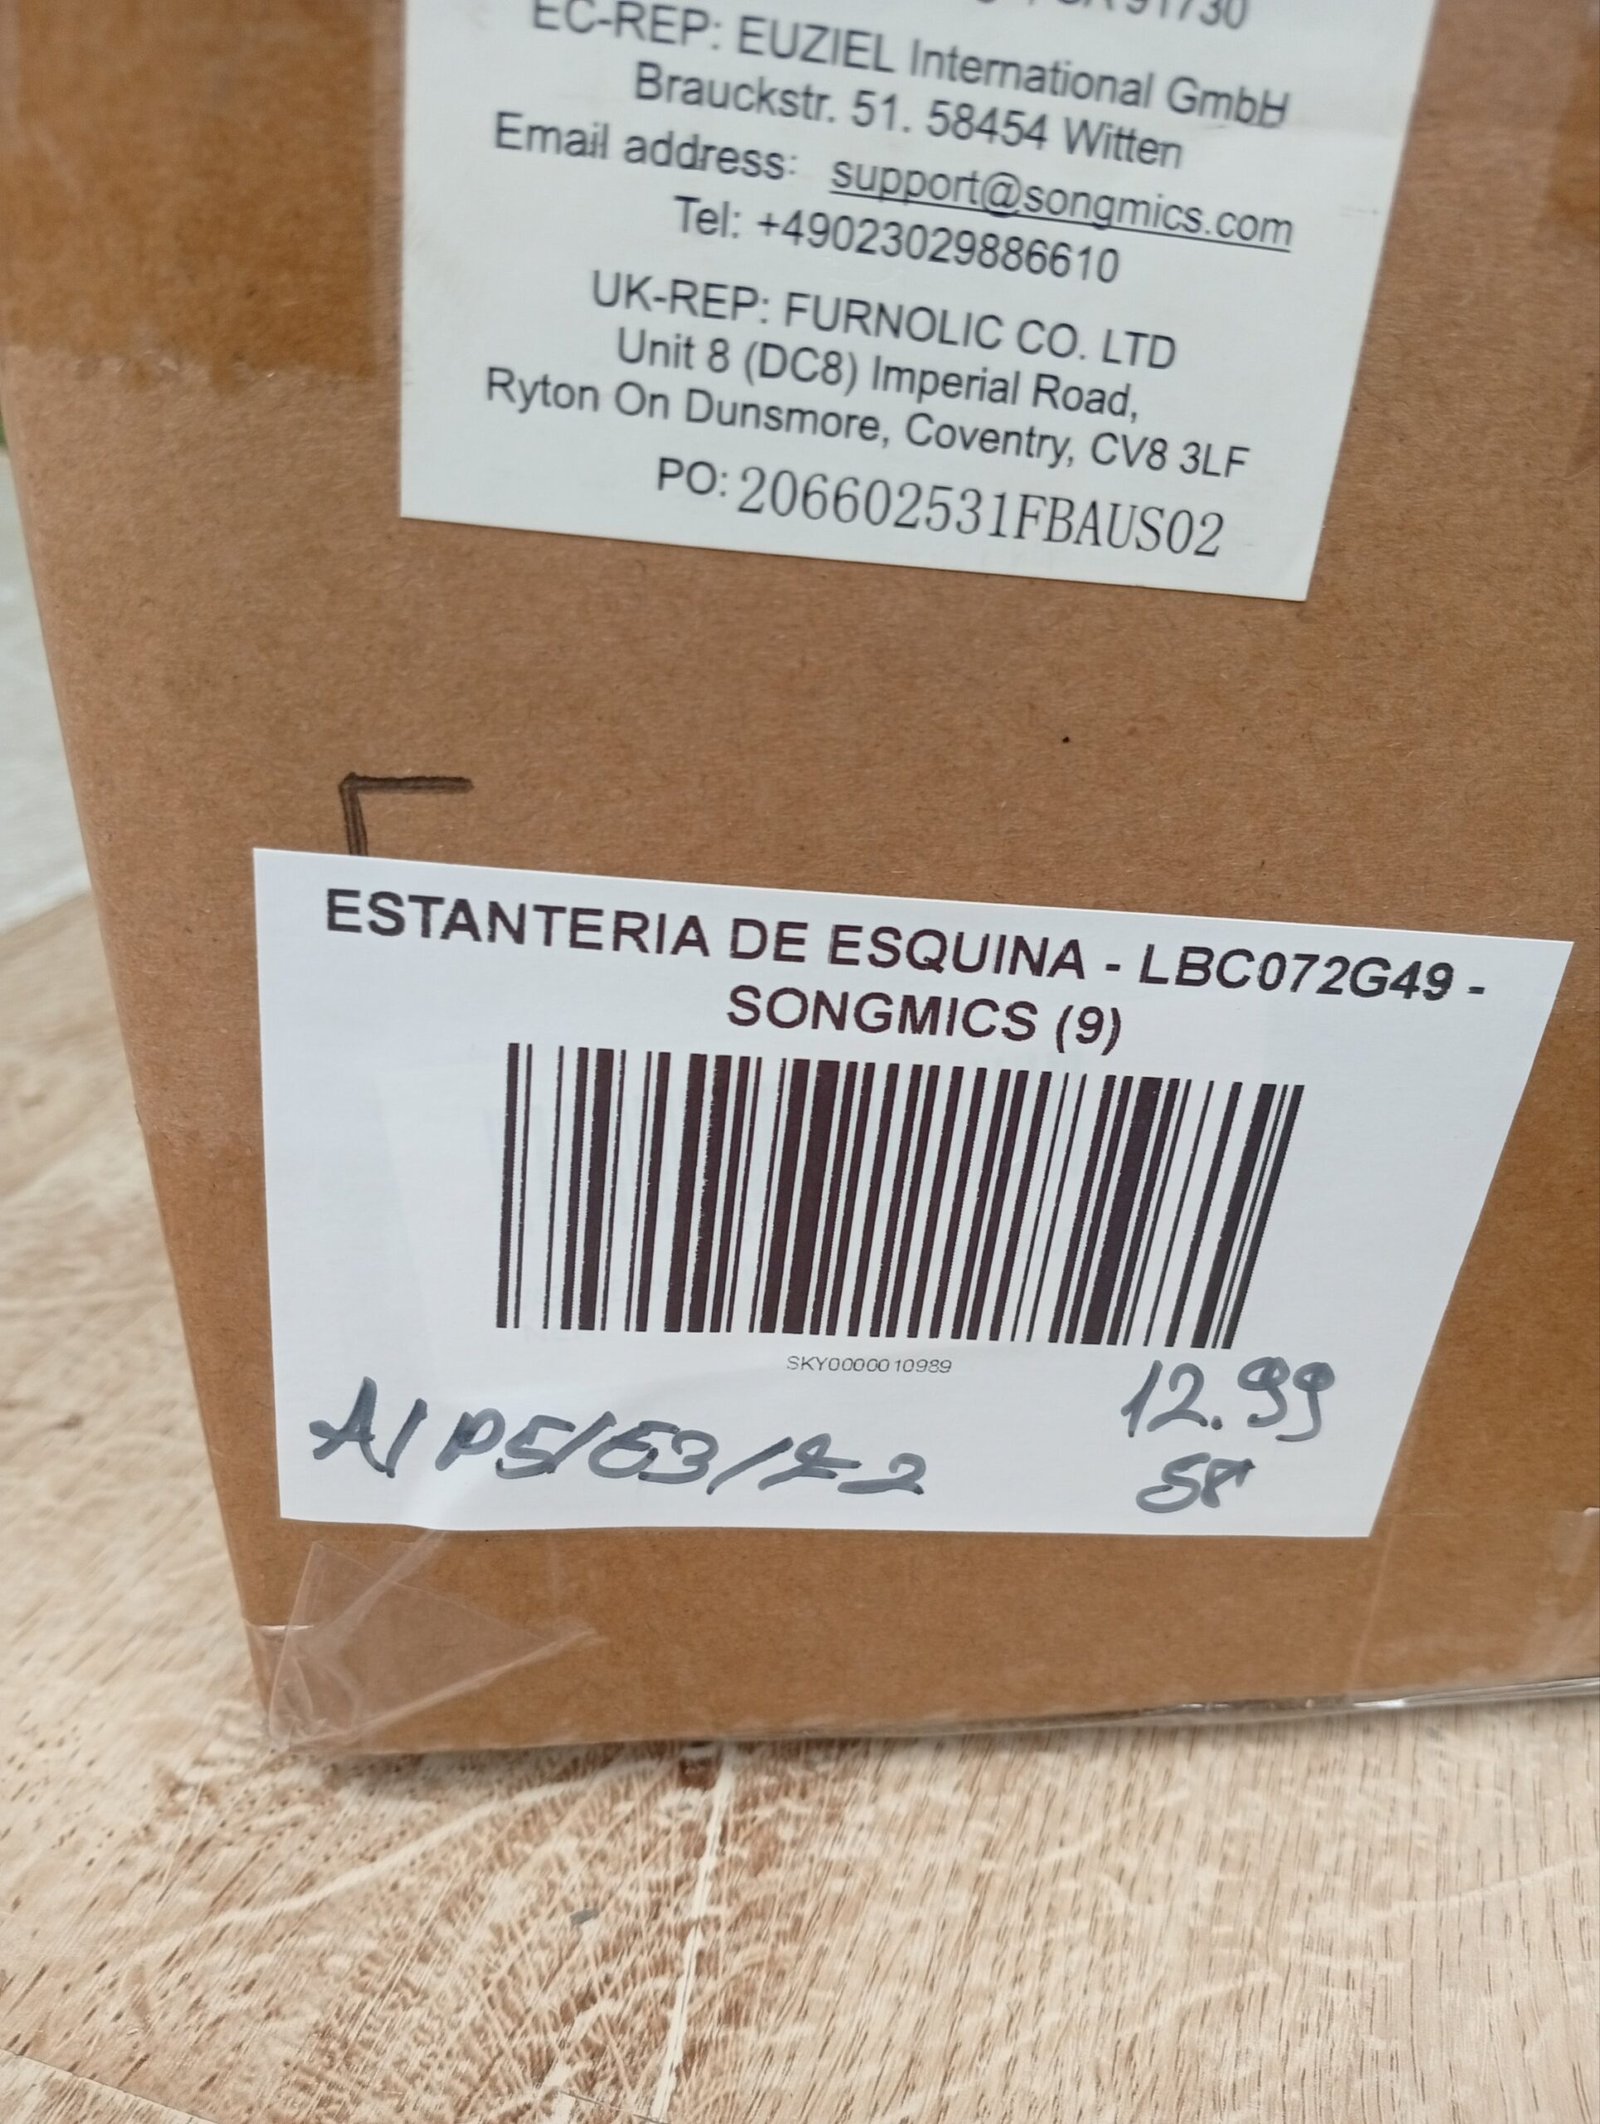 91730
EC-REP: EUZIEL International GmbH
Brauckstr. 51. 58454 Witten
Email address: support@songmics.com
Tel: +49023029886610
UK-REP: FURNOLIC CO. LTD
Unit 8 (DC8) Imperial Road,
Ryton On Dunsmore, Coventry, CV8 3LF
PO: 206602531FBAUS02
ESTANTERIA DE ESQUINA - LBC072G49 -
SONGMICS (9)
SKY0000010989
12.99